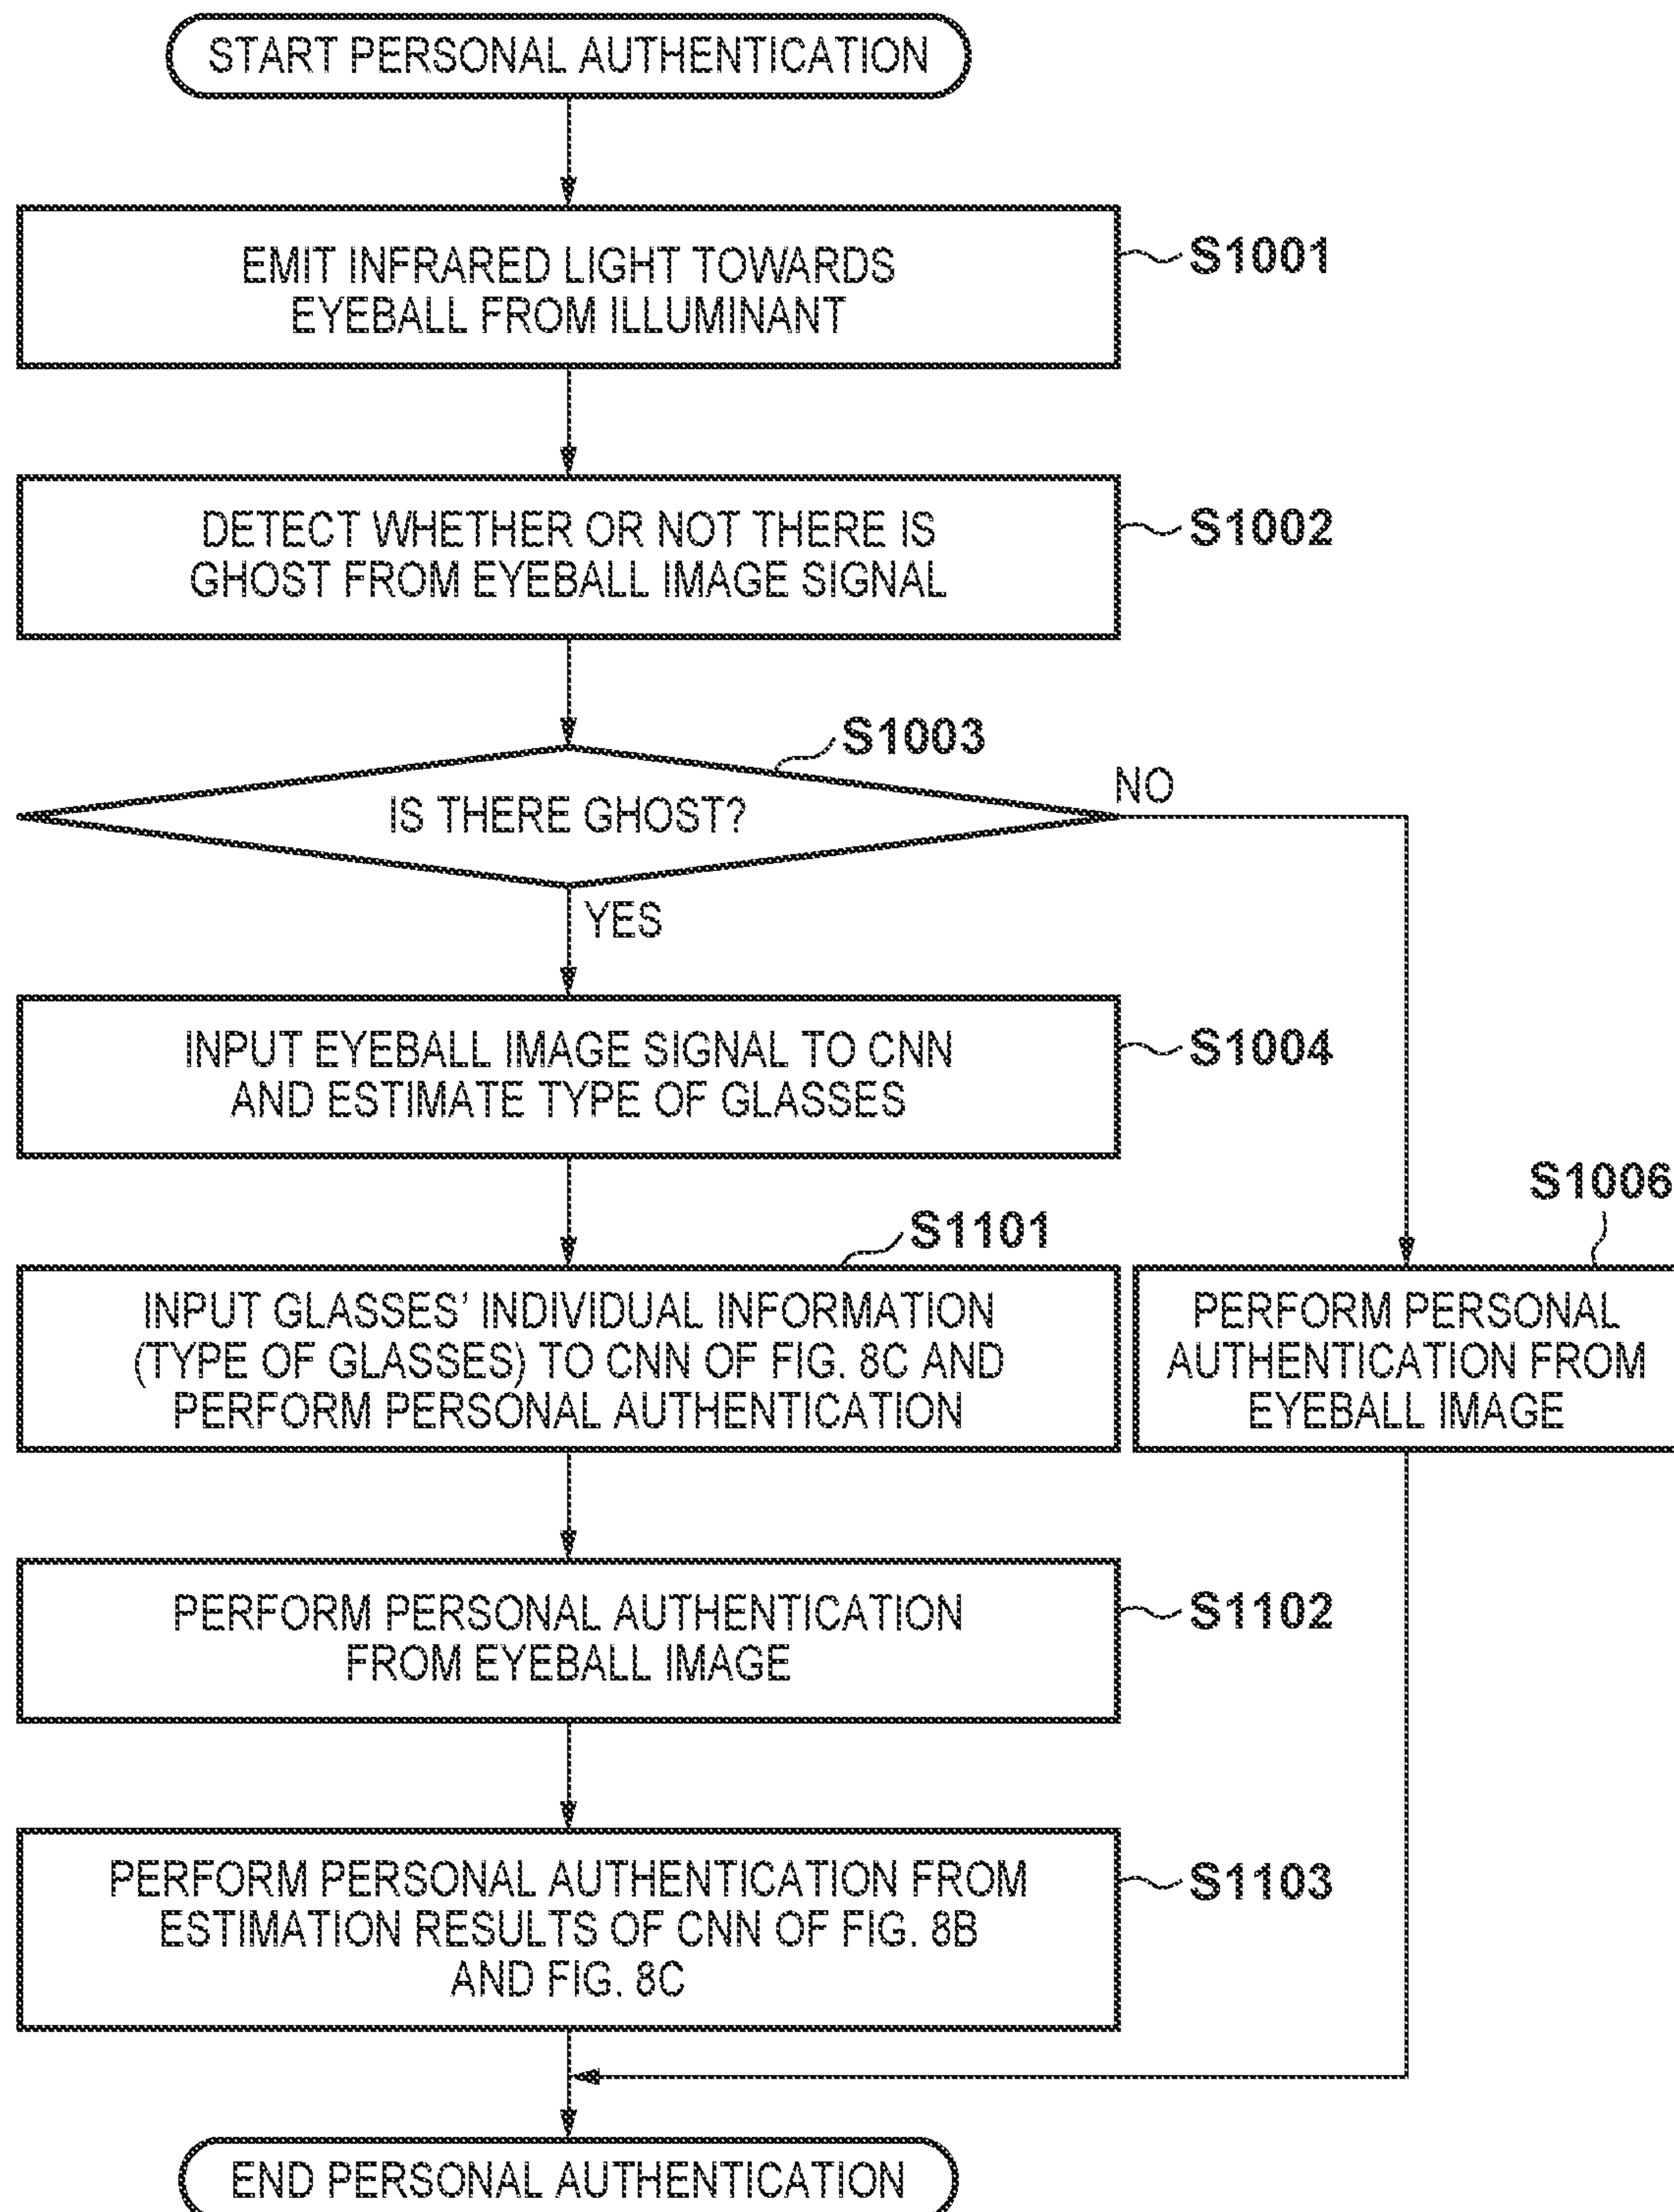 START PERSONAL AUTHENTICATION
EMIT INFRARED LIGHT TOWARDS
EYEBALL FROM ILLUMINANT
S1001
DETECT WHETHER OR NOT THERE IS
GHOST FROM EYEBALL IMAGE SIGNAL
S1002
S1003
IS THERE GHOST?
NO
YES
INPUT EYEBALL IMAGE SIGNAL TO CNN
AND ESTIMATE TYPE OF GLASSES
S1004
S1101
INPUT GLASSES' INDIVIDUAL INFORMATION
(TYPE OF GLASSES) TO CNN OF FIG. 8C AND
PERFORM PERSONAL AUTHENTICATION
S1006
PERFORM PERSONAL
AUTHENTICATION FROM
EYEBALL IMAGE
PERFORM PERSONAL AUTHENTICATION
FROM EYEBALL IMAGE
S1102
PERFORM PERSONAL AUTHENTICATION FROM
ESTIMATION RESULTS OF CNN OF FIG. 8B
AND FIG. 8C
S1103
END PERSONAL AUTHENTICATION